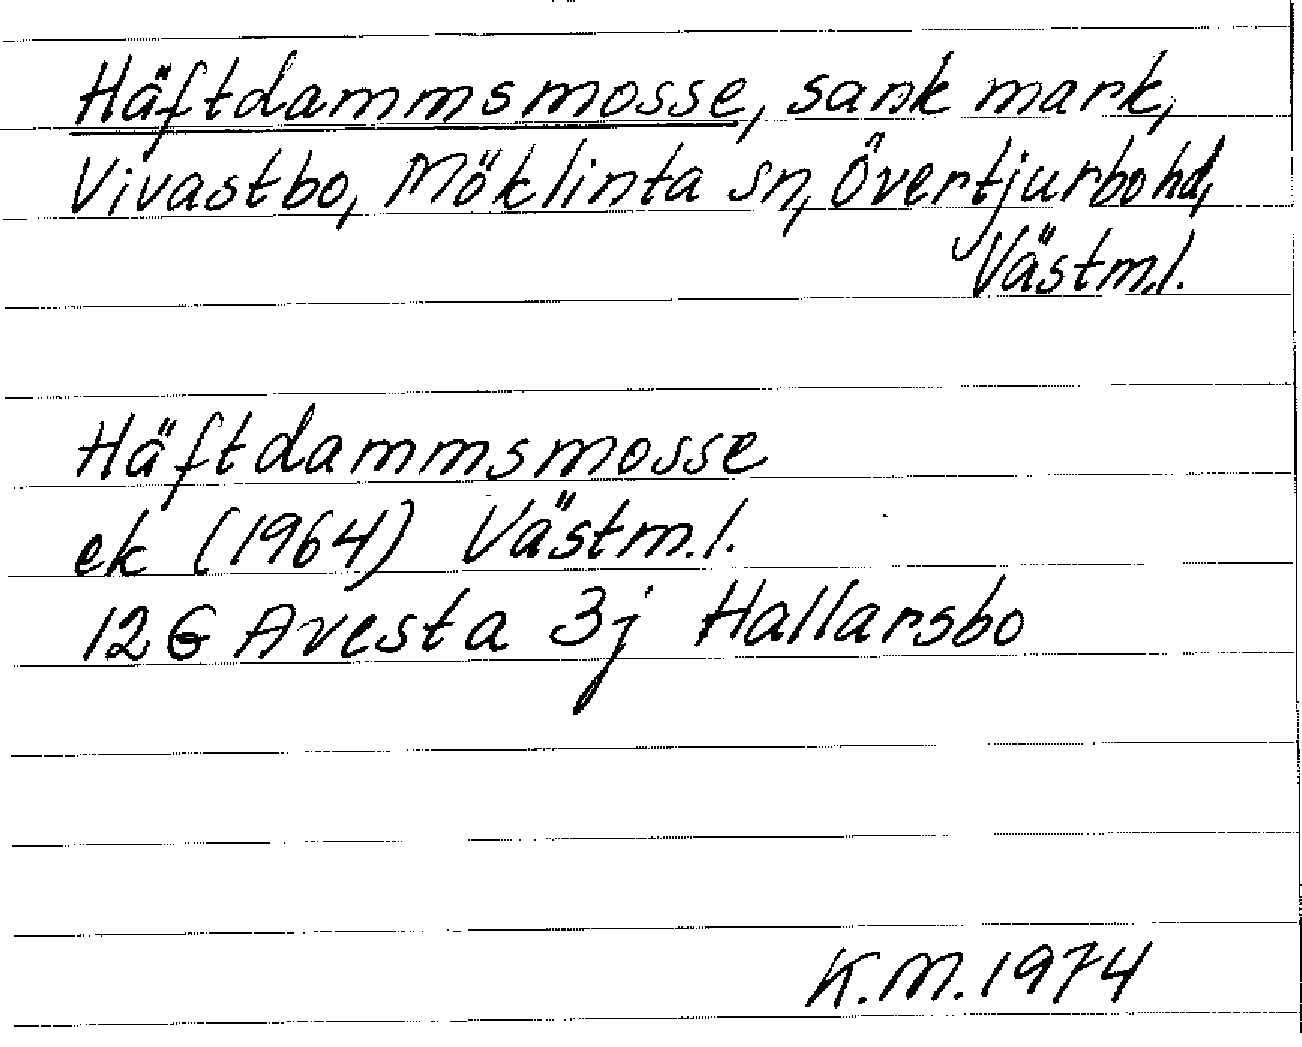 Häftdammsmosse, sank mark,
Vivastbo, Möklinta sn, Övertjurbo hd,
Västm.l.
Häftdammsmosse
ek (1964) Västm.l.
12G Avesta 3j Hallarsbo
K.M. 1974